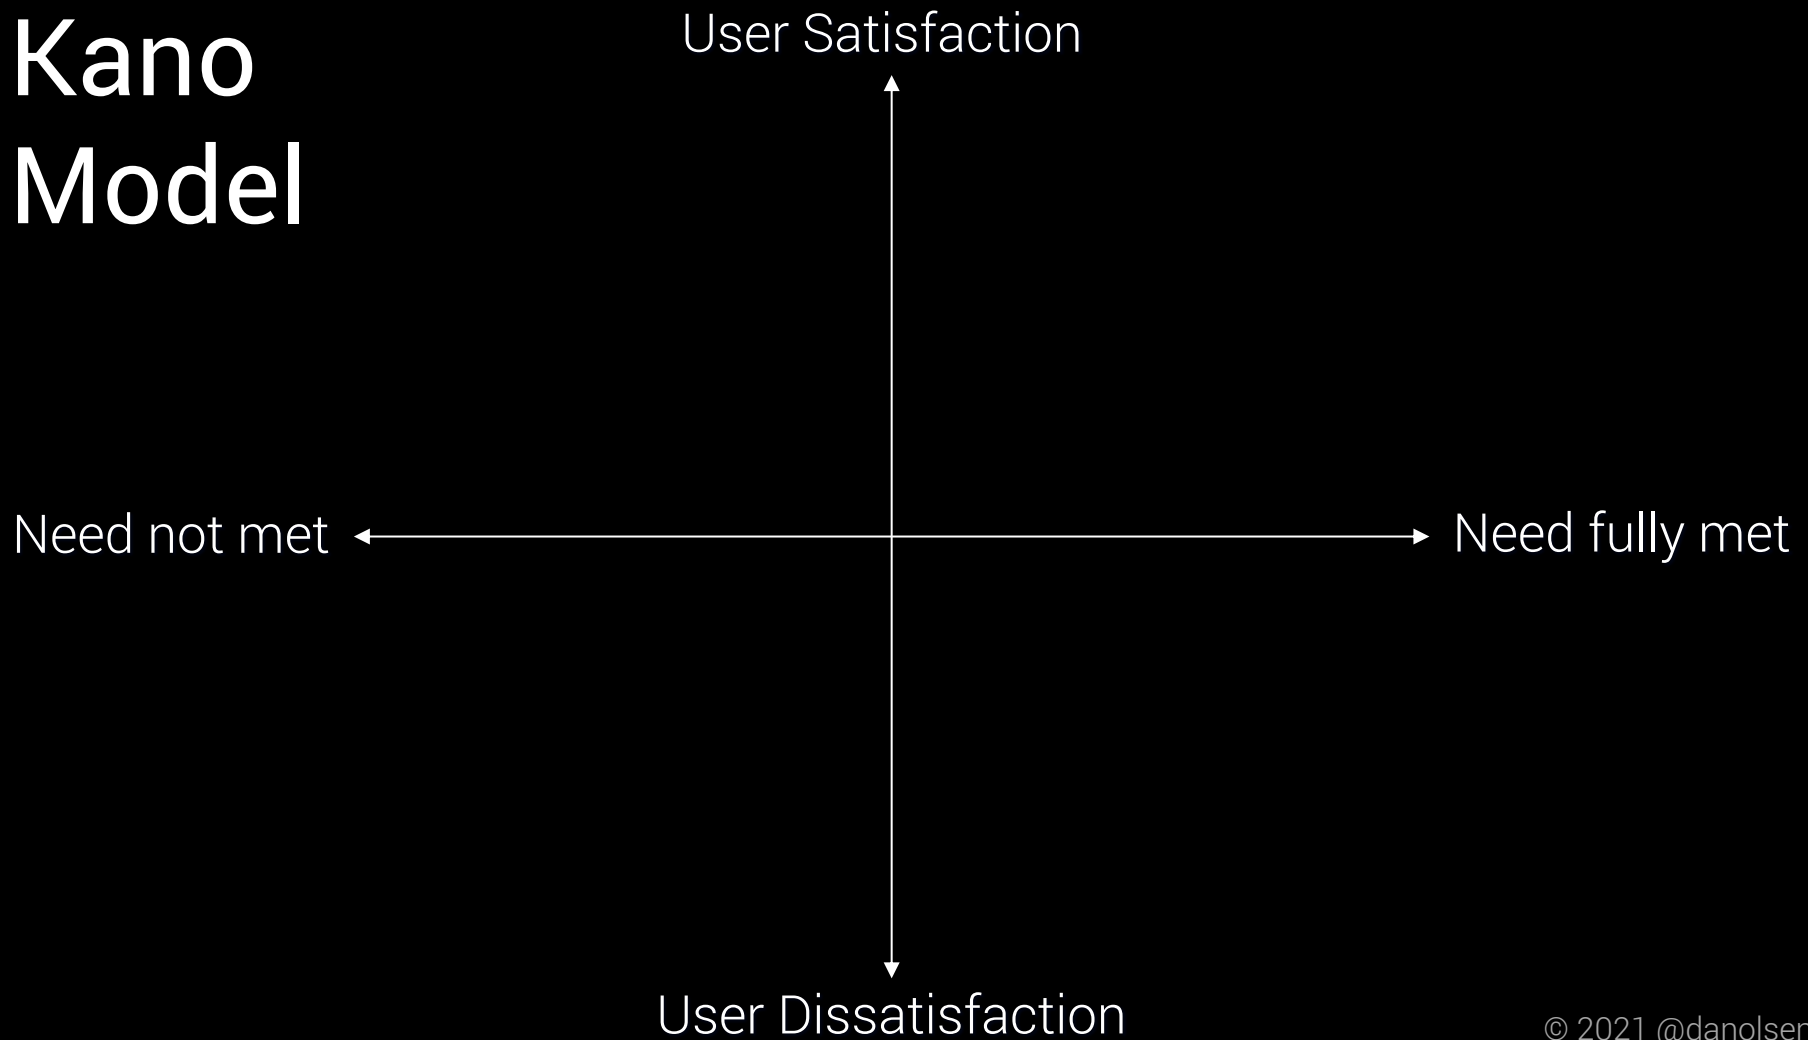 Kano
Model
User Satisfaction
Need not met
Need fully met
User Dissatisfaction
© 2021 @danolsen